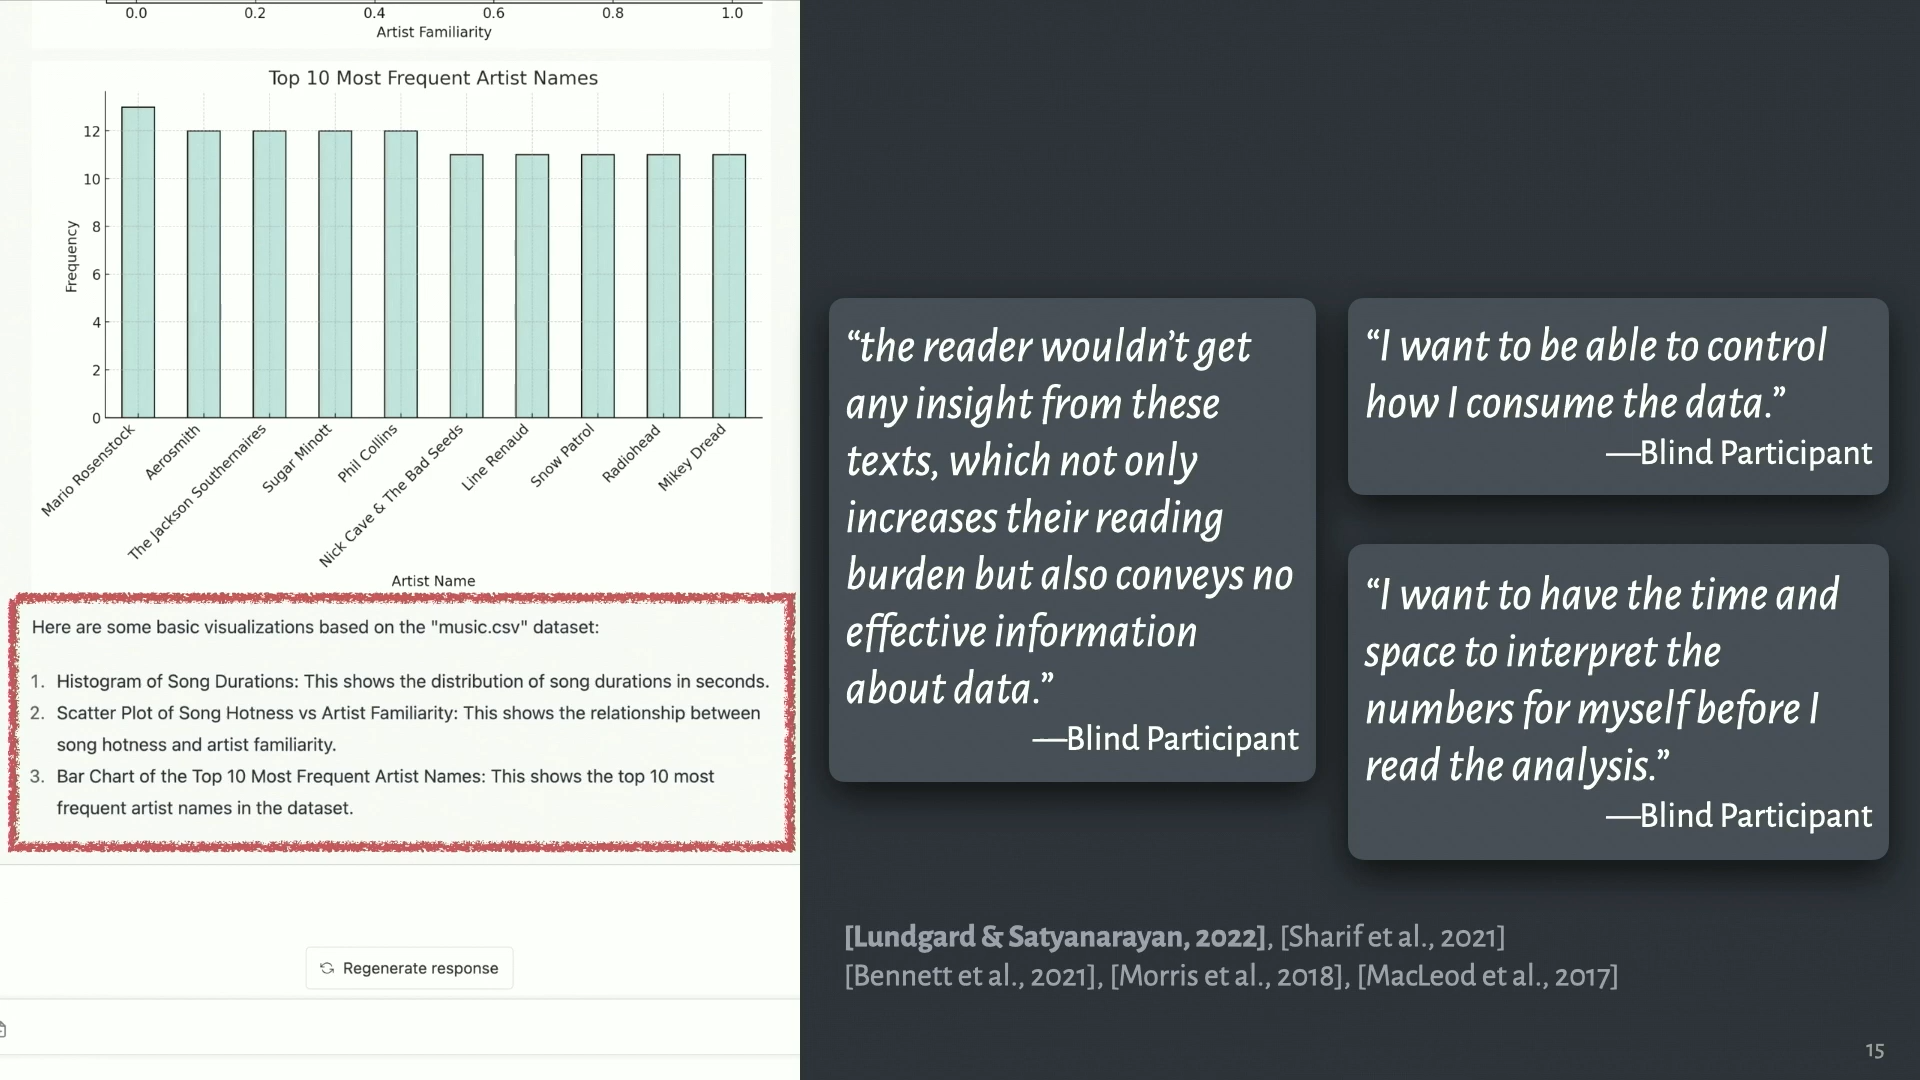 0.0 0.2 0.4 0.6 0.8 1.0
Artist Familiarity
Top 10 Most Frequent Artist Names
12
10
8
6
4
2
0
Frequency
Mario Rosenstock
Aerosmith
The Jackson Southernaires
Sugar Minott
Phil Collins
Nick Cave & The Bad Seeds
Line Renaud
Snow Patrol
Radiohead
Mikey Dread
Artist Name
Here are some basic visualizations based on the "music.csv" dataset:
1. Histogram of Song Durations: This shows the distribution of song durations in seconds.
2. Scatter Plot of Song Hotness vs Artist Familiarity: This shows the relationship between
song hotness and artist familiarity.
3. Bar Chart of the Top 10 Most Frequent Artist Names: This shows the top 10 most
frequent artist names in the dataset.
Regenerate response
“the reader wouldn’t get
any insight from these
texts, which not only
increases their reading
burden but also conveys no
effective information
about data.”
—Blind Participant
“I want to be able to control
how I consume the data.”
—Blind Participant
“I want to have the time and
space to interpret the
numbers for myself before I
read the analysis.”
—Blind Participant
[Lundgard & Satyanarayan, 2022], [Sharif et al., 2021]
[Bennett et al., 2021], [Morris et al., 2018], [MacLeod et al., 2017]
15